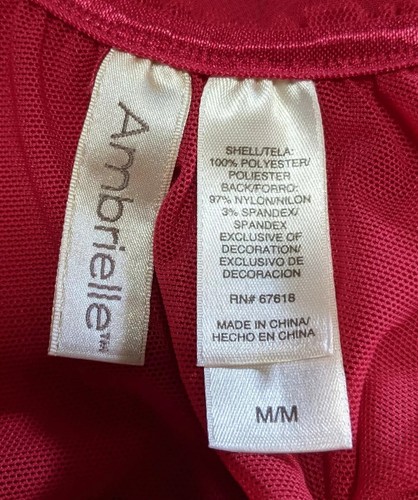 Ambrielle™
SHELL/TELA:
100% POLYESTER/
POLIESTER
BACK/FORRO:
97% NYLON/NILON
3% SPANDEX/
SPANDEX
EXCLUSIVE OF
DECORATION/
EXCLUSIVO DE
DECORACION
RN# 67618
MADE IN CHINA/
HECHO EN CHINA
M/M